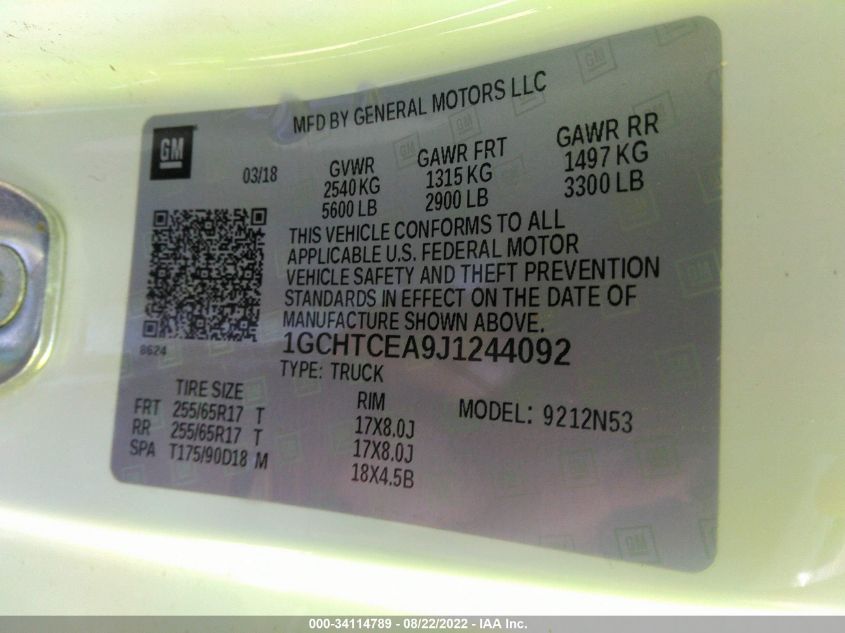 MFD BY GENERAL MOTORS LLC
GM
03/18
GVWR GAWR FRT GAWR RR
2540 KG 1315 KG 1497 KG
5600 LB 2900 LB 3300 LB
THIS VEHICLE CONFORMS TO ALL
APPLICABLE U.S. FEDERAL MOTOR
VEHICLE SAFETY AND THEFT PREVENTION
STANDARDS IN EFFECT ON THE DATE OF
MANUFACTURE SHOWN ABOVE.
8624
1GCHTCEA9J1244092
TYPE: TRUCK
TIRE SIZE RIM
FRT 255/65R17 T 17X8.0J
RR 255/65R17 T 17X8.0J
SPA T175/90D18 M 18X4.5B
MODEL: 9212N53
000-34114789 - 08/22/2022 - IAA Inc.